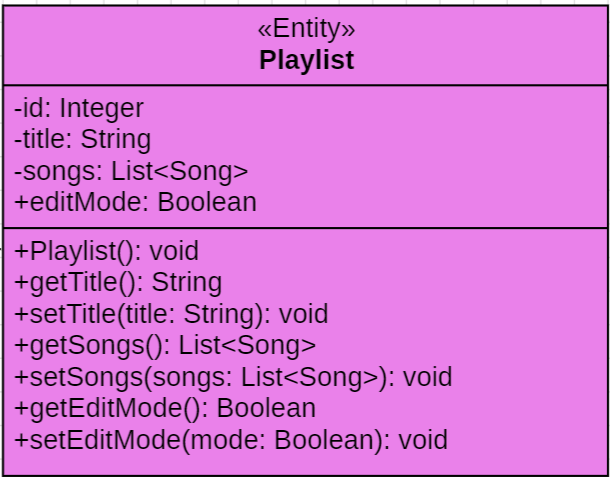 «Entity»
Playlist
-id: Integer
-title: String
-songs: List<Song>
+editMode: Boolean
+Playlist(): void
+getTitle(): String
+setTitle(title: String): void
+getSongs(): List<Song>
+setSongs(songs: List<Song>): void
+getEditMode(): Boolean
+setEditMode(mode: Boolean): void